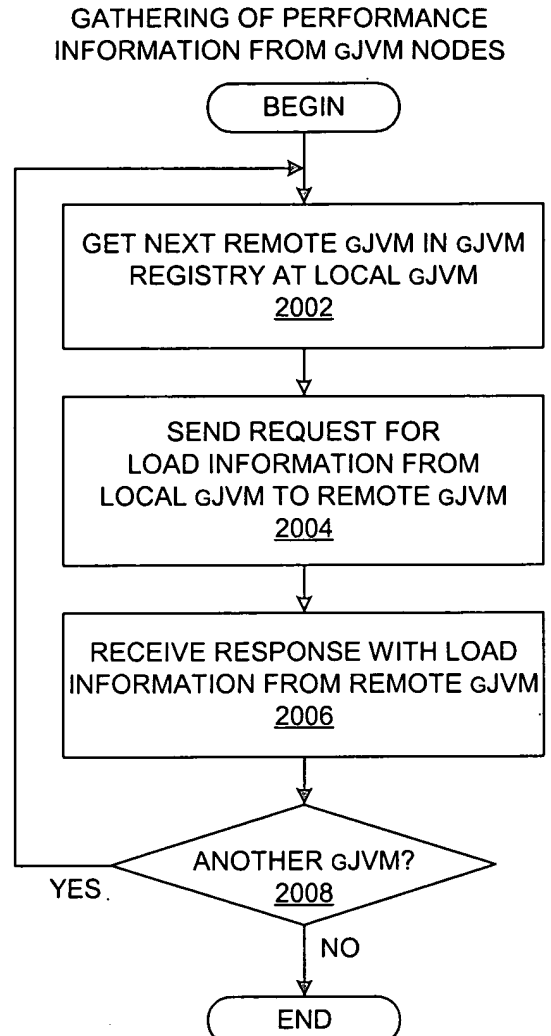 GATHERING OF PERFORMANCE
INFORMATION FROM GJVM NODES
BEGIN
GET NEXT REMOTE GJVM IN GJVM
REGISTRY AT LOCAL GJVM
2002
SEND REQUEST FOR
LOAD INFORMATION FROM
LOCAL GJVM TO REMOTE GJVM
2004
RECEIVE RESPONSE WITH LOAD
INFORMATION FROM REMOTE GJVM
2006
ANOTHER GJVM?
2008
YES
NO
END